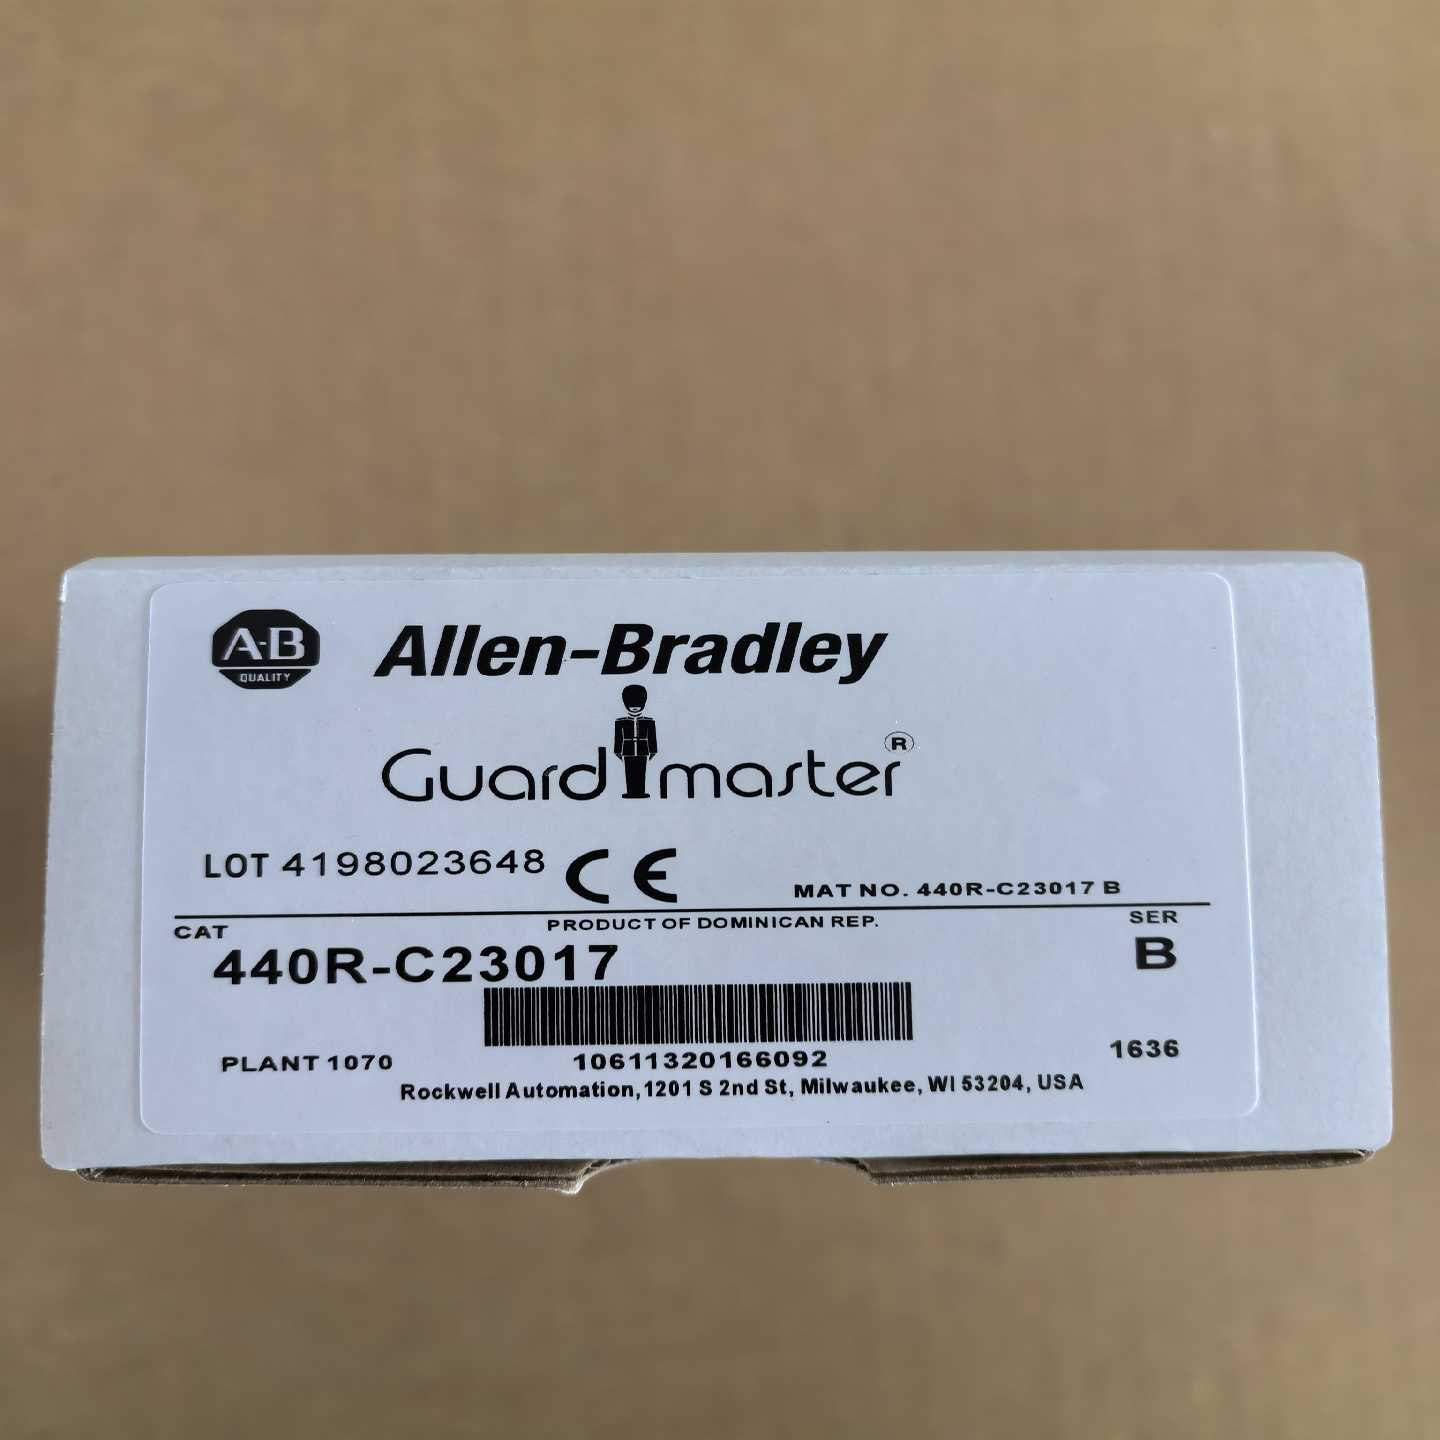 A-B
QUALITY
Allen-Bradley
Guardmaster®
LOT 4198023648 CE
MAT NO. 440R-C23017 B
CAT
PRODUCT OF DOMINICAN REP.
SER
440R-C23017
B
PLANT 1070
10611320166092
1636
Rockwell Automation, 1201 S 2nd St, Milwaukee, WI 53204, USA